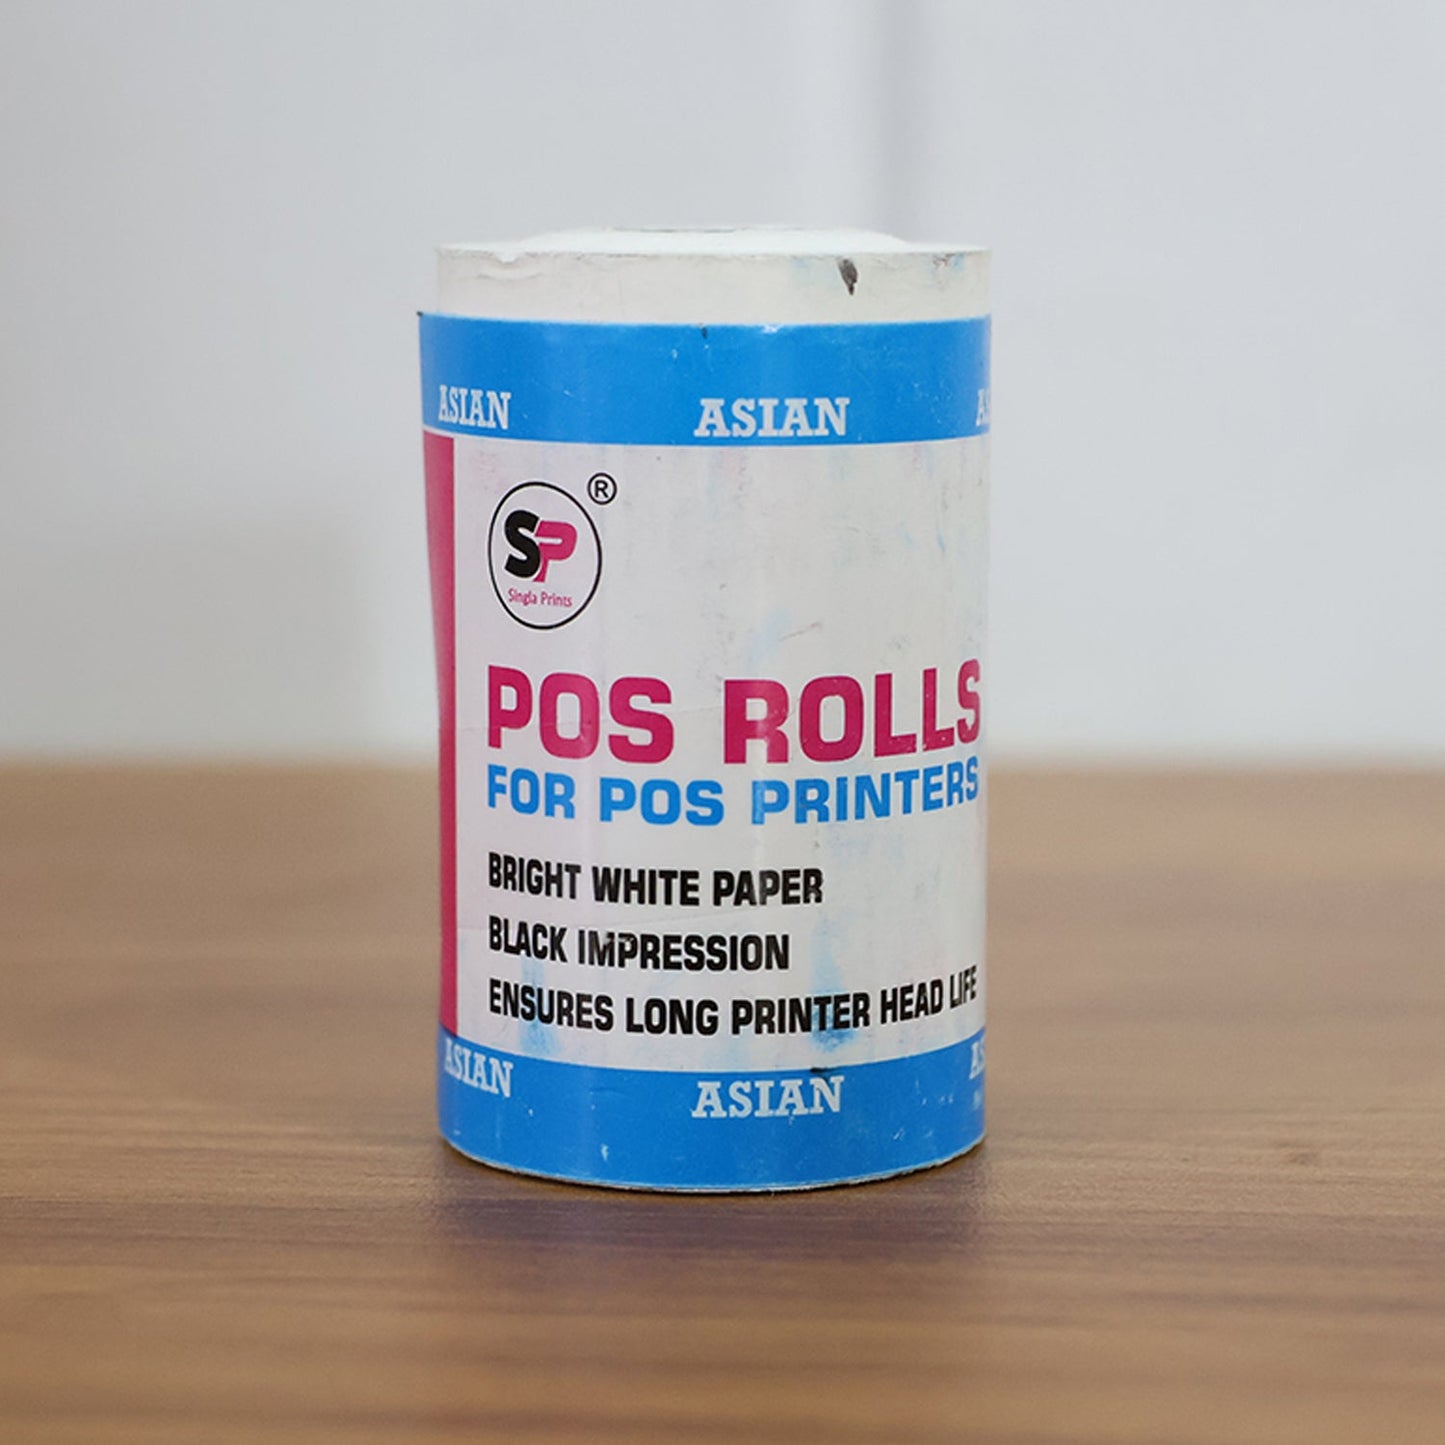 ASIAN ASIAN
®
SP
Singla Prints
POS ROLLS
FOR POS PRINTERS
BRIGHT WHITE PAPER
BLACK IMPRESSION
ENSURES LONG PRINTER HEAD LIFE
ASIAN ASIAN